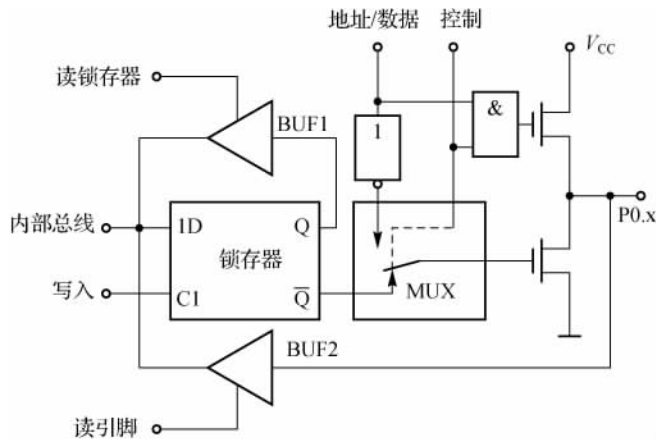 地址/数据
控制
V_CC
读锁存器
BUF1
1
&
P0.x
内部总线
1D
Q
锁存器
写入
C1
Q̅
MUX
BUF2
读引脚